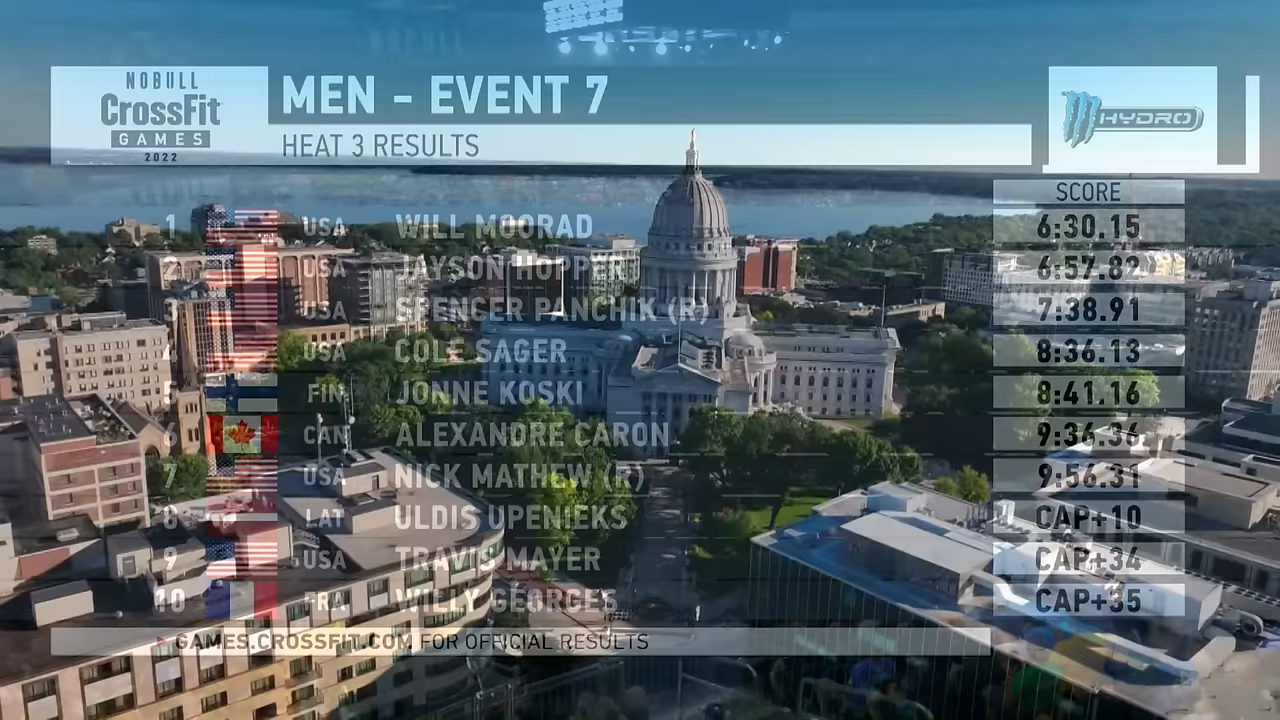 NOBULL
CrossFit
GAMES
2022
MEN - EVENT 7
HEAT 3 RESULTS
HYDRO
SCORE
1 USA WILL MOORAD 6:30.15
2 USA JAYSON HOPPER 6:57.82
3 USA SPENCER PANCHIK (R) 7:38.91
4 USA COLE SAGER 8:36.13
5 FIN JONNE KOSKI 8:41.16
6 CAN ALEXANDRE CARON 9:36.36
7 USA NICK MATHEW (R) 9:56.31
8 LAT ULDIS UPENIEKS CAP+10
9 USA TRAVIS MAYER CAP+34
10 FRA WILLY GEORGES CAP+35
GAMES.CROSSFIT.COM FOR OFFICIAL RESULTS